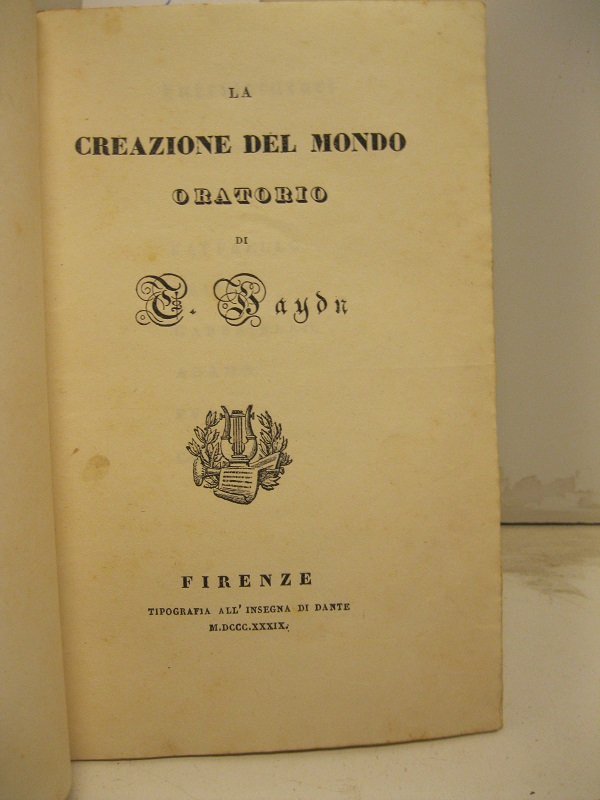 LA
CREAZIONE DEL MONDO
ORATORIO
DI
T. Haydn
FIRENZE
TIPOGRAFIA ALL' INSEGNA DI DANTE
M.DCCC.XXXIX.